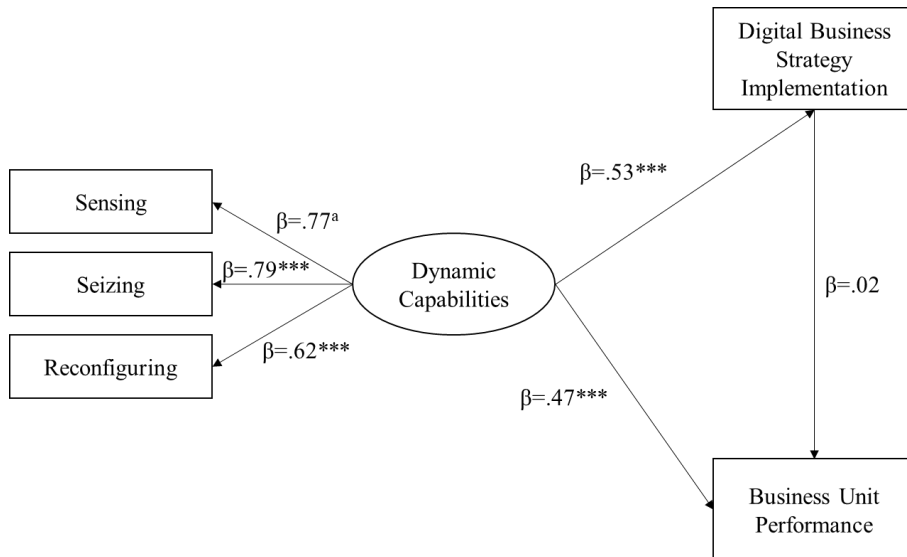 Digital Business
Strategy
Implementation
β=.53***
Sensing
β=.77ᵃ
Seizing
β=.79***
Dynamic
Capabilities
β=.02
Reconfiguring
β=.62***
β=.47***
Business Unit
Performance